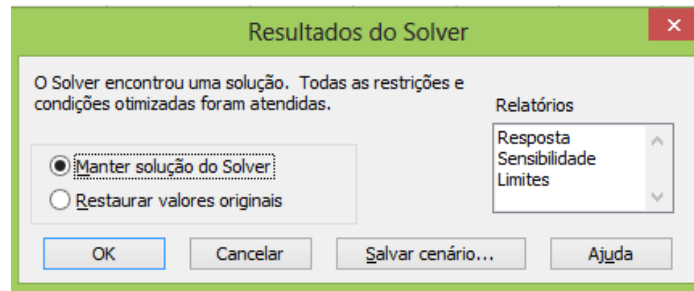 Resultados do Solver
O Solver encontrou uma solução. Todas as restrições e
condições otimizadas foram atendidas.
Relatórios
Manter solução do Solver
Restaurar valores originais
Resposta
Sensibilidade
Limites
OK
Cancelar
Salvar cenário...
Ajuda